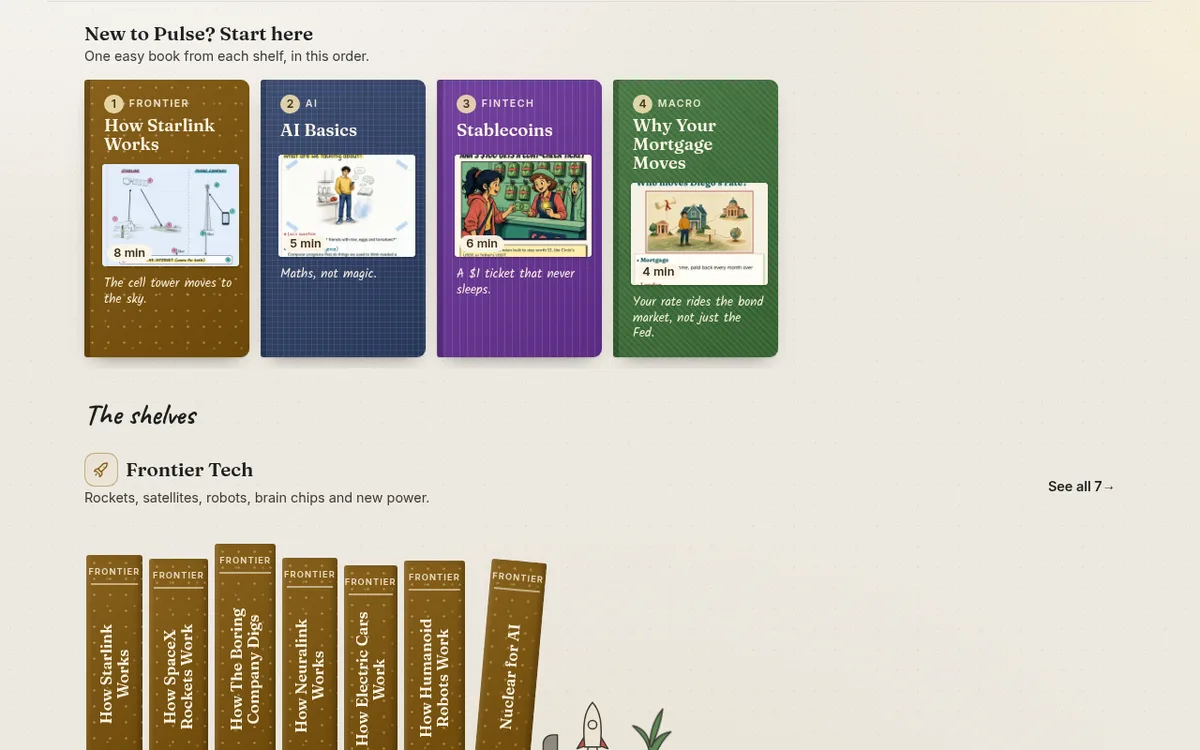 New to Pulse? Start here
One easy book from each shelf, in this order.
1 FRONTIER
How Starlink
Works
8 min
The cell tower moves to
the sky.
2 AI
AI Basics
What are we talking about?
5 min
Maths, not magic.
3 FINTECH
Stablecoins
6 min
A $1 ticket that never
sleeps.
4 MACRO
Why Your
Mortgage
Moves
Who moves Diego's rate?
• Mortgage
4 min
Your rate rides the bond
market, not just the
Fed.
The shelves
Frontier Tech
Rockets, satellites, robots, brain chips and new power.
See all 7→
FRONTIER
How Starlink
Works
FRONTIER
How SpaceX
Rockets Work
FRONTIER
How The Boring
Company Digs
FRONTIER
How Neuralink
Works
FRONTIER
How Electric Cars
Work
FRONTIER
How Humanoid
Robots Work
FRONTIER
Nuclear for AI